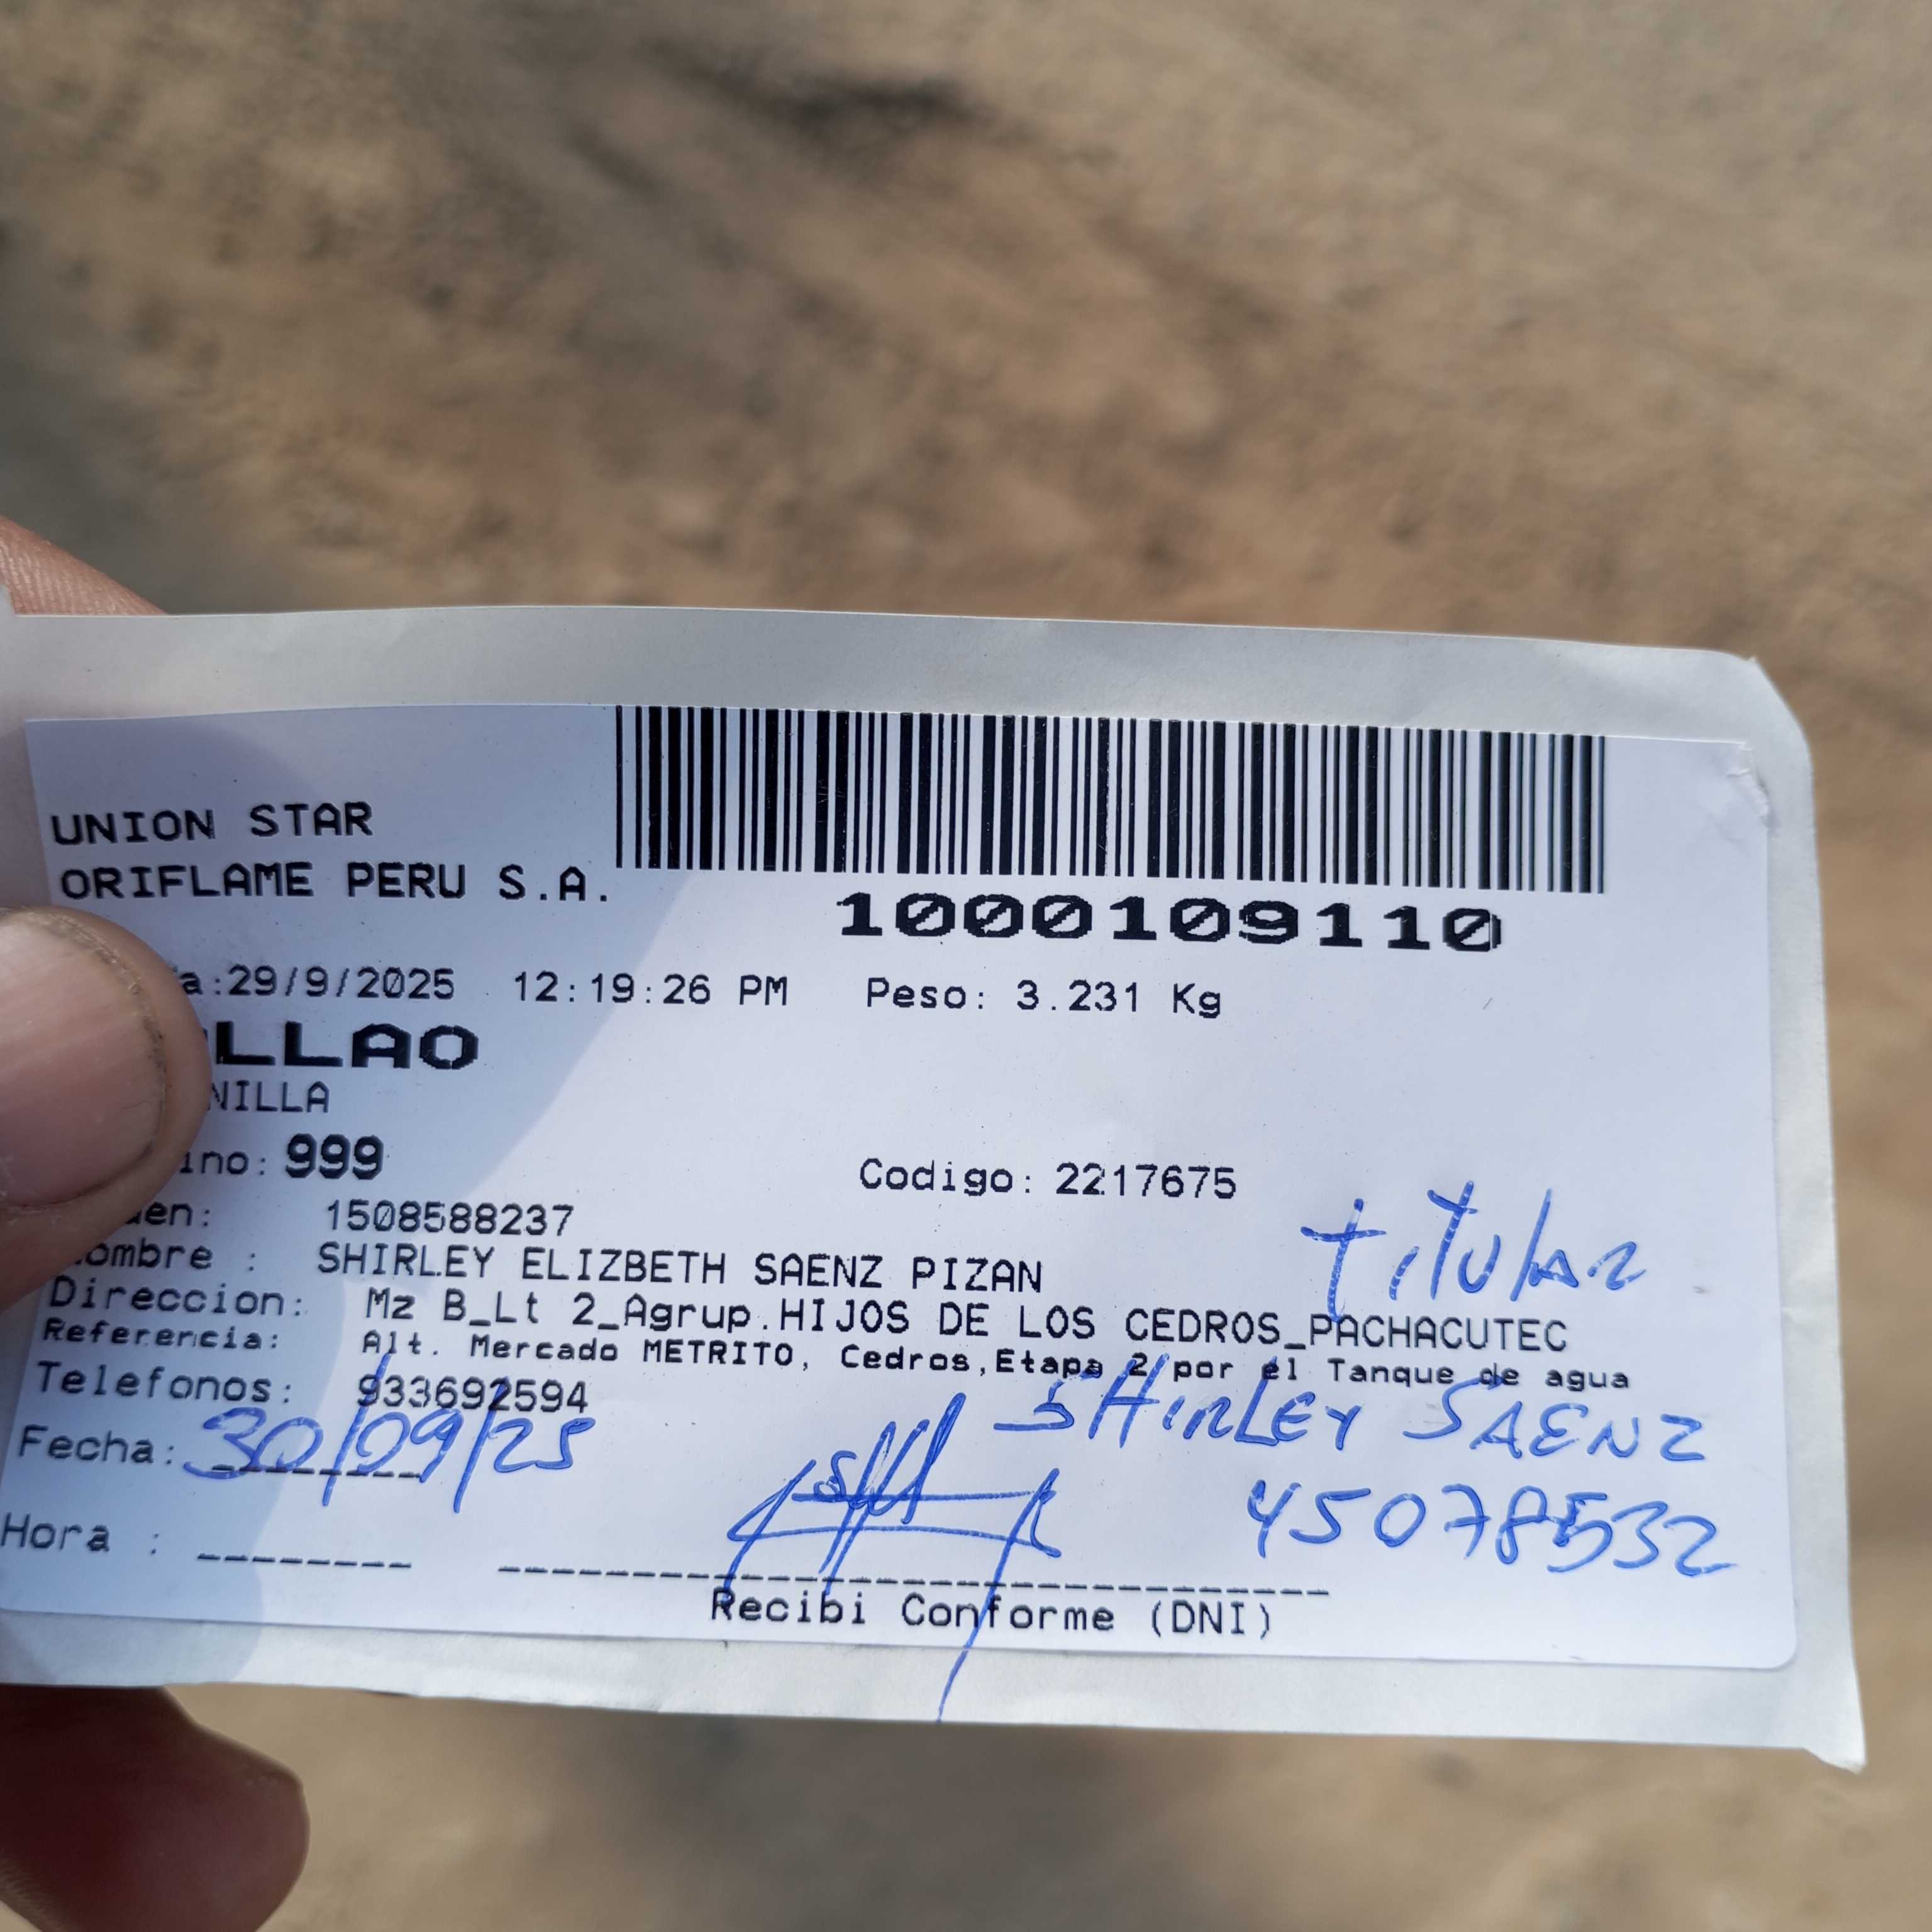 UNION STAR
ORIFLAME PERU S.A.
1000109110
a:29/9/2025 12:19:26 PM Peso: 3.231 Kg
LLAO
NILLA
ino: 999 Codigo: 2217675
en: 1508588237
titular
ombre : SHIRLEY ELIZBETH SAENZ PIZAN
Direccion: Mz B_Lt 2_Agrup.HIJOS DE LOS CEDROS_PACHACUTEC
Referencia: Alt. Mercado METRITO, Cedros,Etapa 2 por el Tanque de agua
Telefonos: 933692594
SHIRLEY SAENZ
Fecha: 30/09/25
45078532
Hora :
Recibi Conforme (DNI)